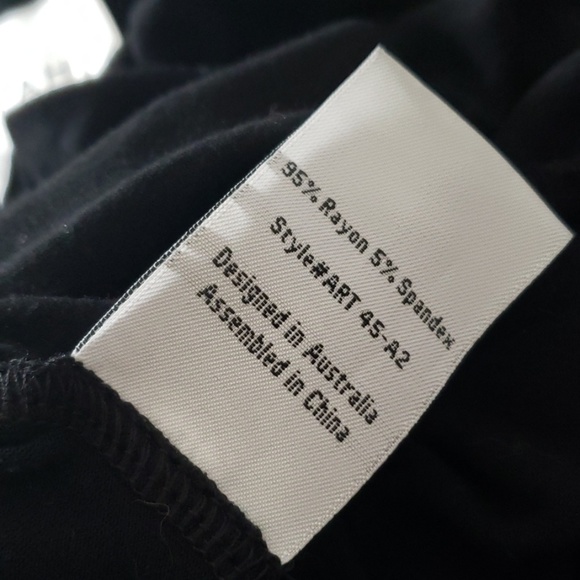 95% Rayon 5% Spandex
Style#ART 45-A2
Designed in Australia
Assembled in China